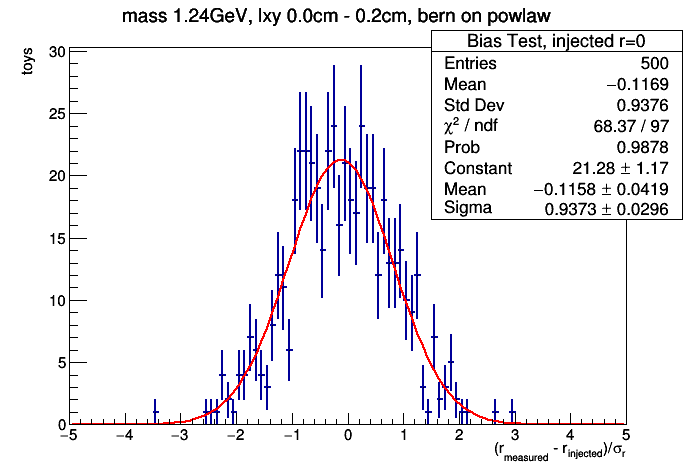 mass 1.24GeV, lxy 0.0cm - 0.2cm, bern on powlaw
Bias Test, injected r=0
Entries 500
Mean −0.1169
Std Dev 0.9376
χ² / ndf 68.37 / 97
Prob 0.9878
Constant 21.28 ± 1.17
Mean −0.1158 ± 0.0419
Sigma 0.9373 ± 0.0296
toys
30
25
20
15
10
5
0
−5 −4 −3 −2 −1 0 1 2 3 4 5
(r_measured - r_injected)/σ_r